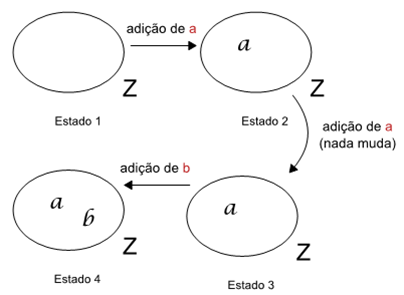 adição de a
a
Z
Z
Estado 1
Estado 2
adição de a
(nada muda)
adição de b
a
b
a
Z
Z
Estado 4
Estado 3